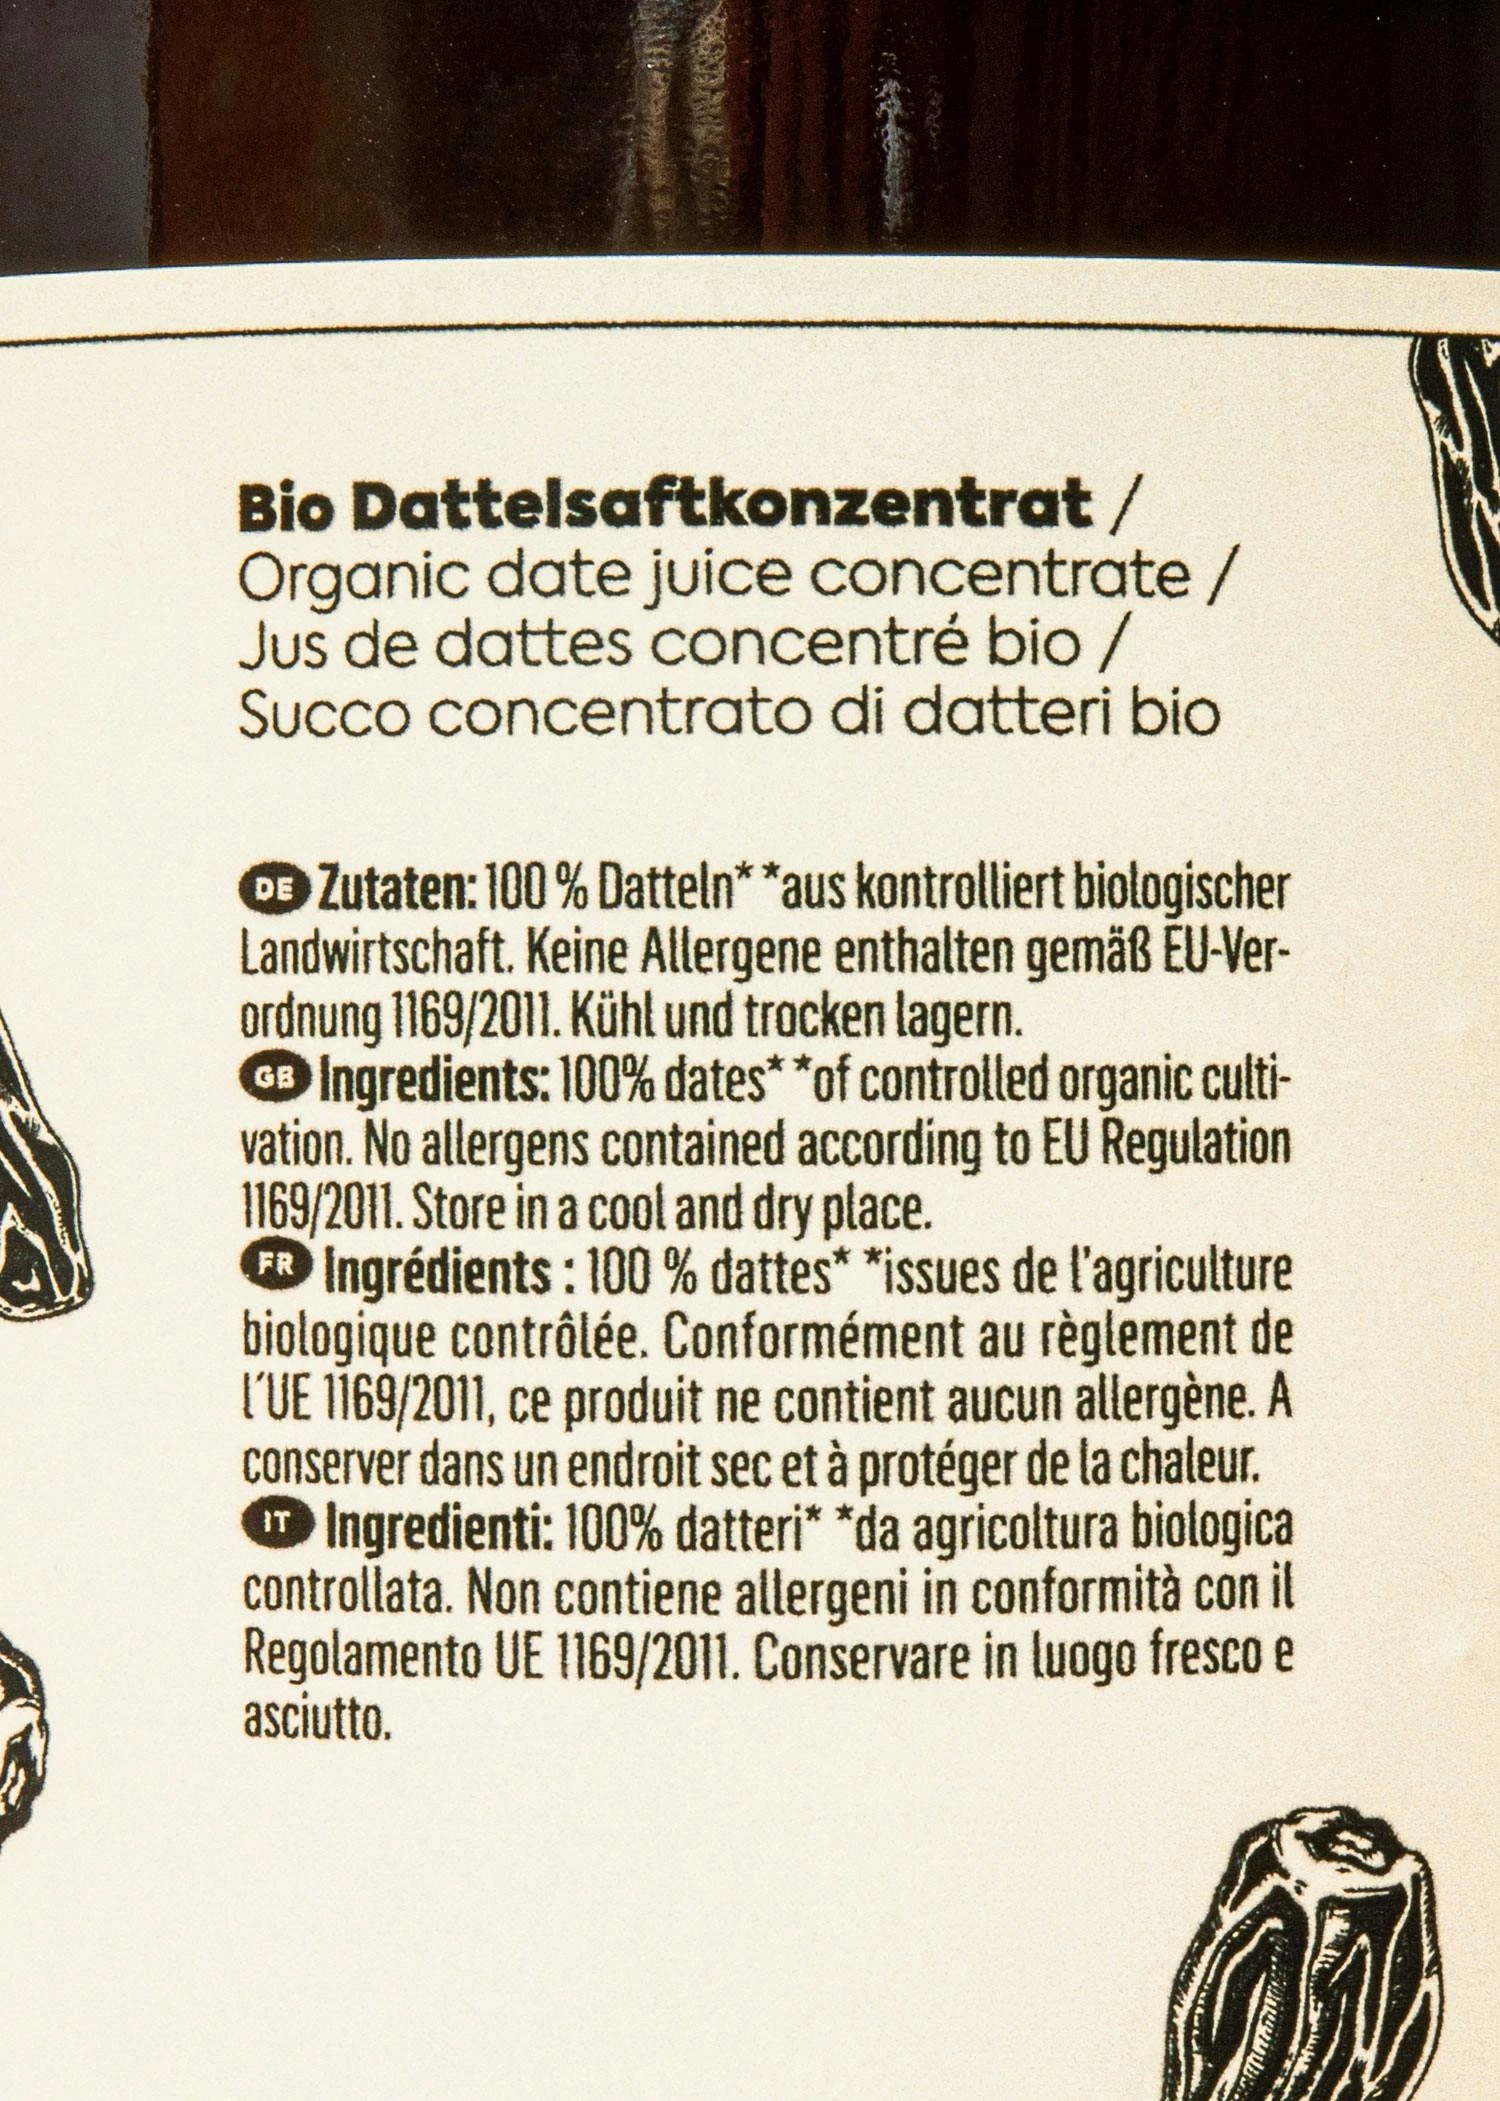 Bio Dattelsaftkonzentrat /
Organic date juice concentrate /
Jus de dattes concentré bio /
Succo concentrato di datteri bio
DE Zutaten: 100 % Datteln* *aus kontrolliert biologischer
Landwirtschaft. Keine Allergene enthalten gemäß EU-Ver-
ordnung 1169/2011. Kühl und trocken lagern.
GB Ingredients: 100% dates* *of controlled organic culti-
vation. No allergens contained according to EU Regulation
1169/2011. Store in a cool and dry place.
FR Ingrédients : 100 % dattes* *issues de l'agriculture
biologique contrôlée. Conformément au règlement de
l´UE 1169/2011, ce produit ne contient aucun allergène. A
conserver dans un endroit sec et à protéger de la chaleur.
IT Ingredienti: 100% datteri* *da agricoltura biologica
controllata. Non contiene allergeni in conformità con il
Regolamento UE 1169/2011. Conservare in luogo fresco e
asciutto.